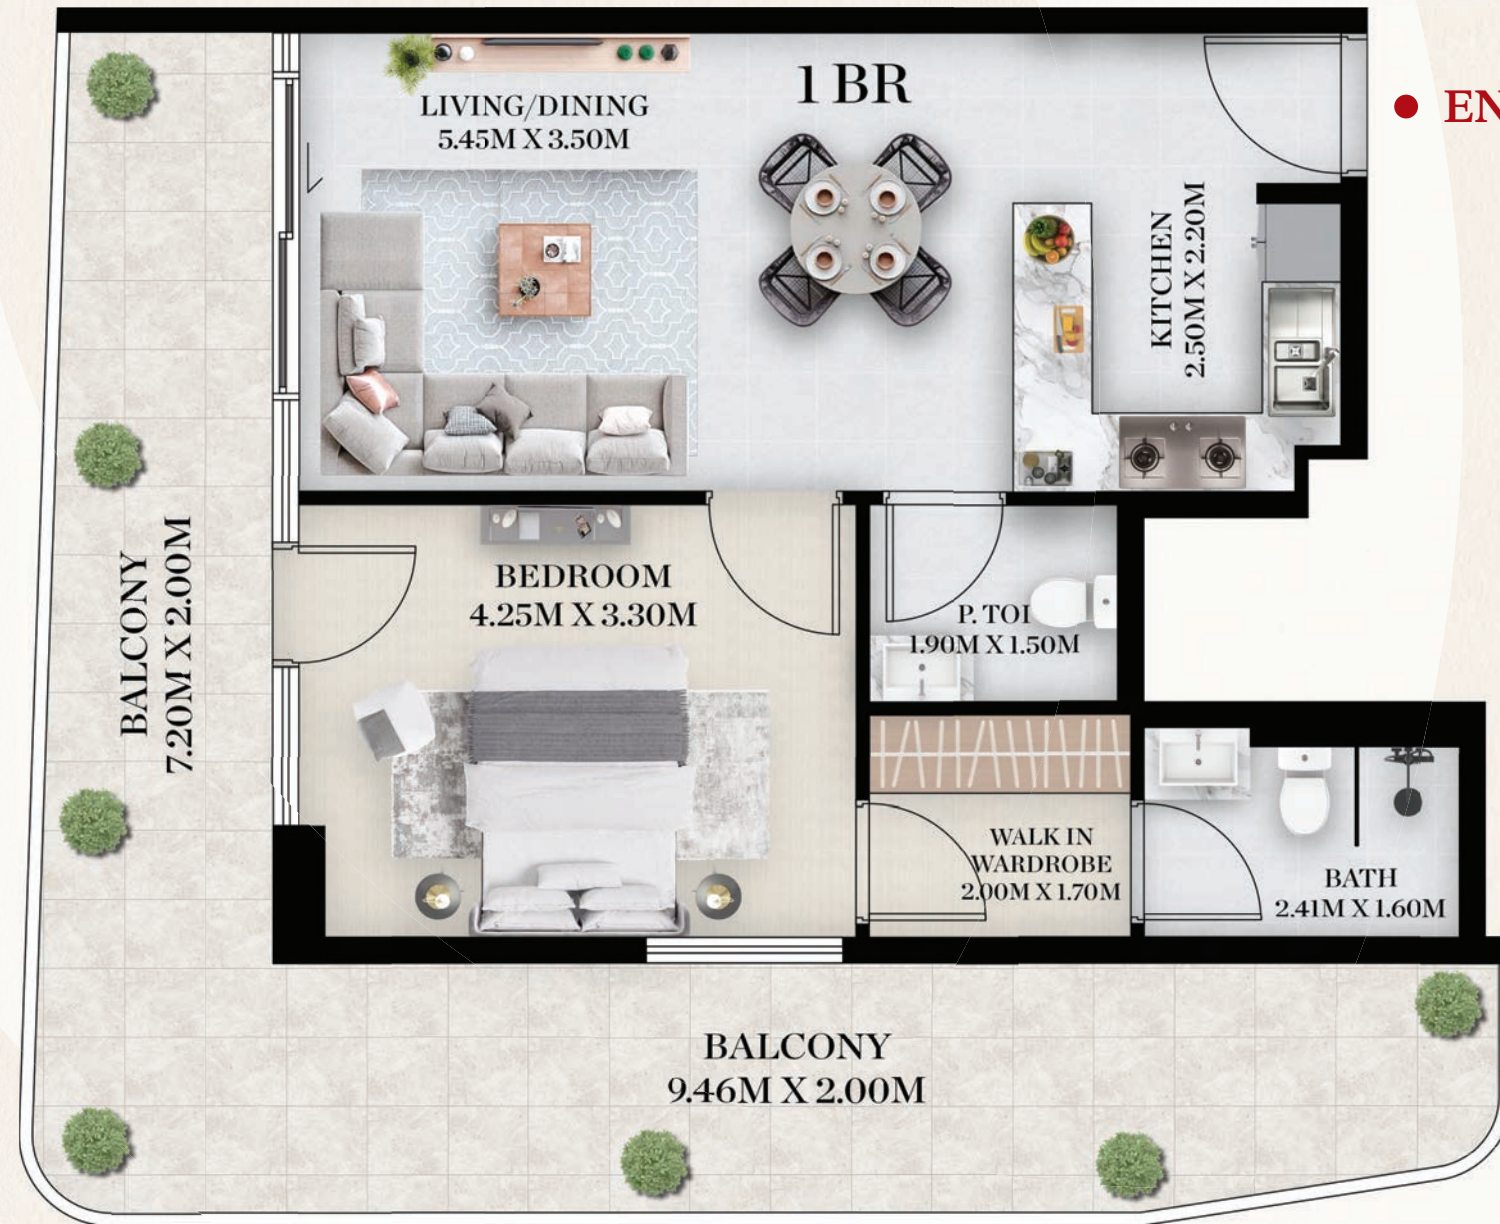 1 BR
LIVING/DINING
5.45M X 3.50M
EN
KITCHEN
2.50M X 2.20M
BALCONY
7.20M X 2.00M
BEDROOM
4.25M X 3.30M
P. TOI
1.90M X 1.50M
WALK IN
WARDROBE
2.00M X 1.70M
BATH
2.41M X 1.60M
BALCONY
9.46M X 2.00M